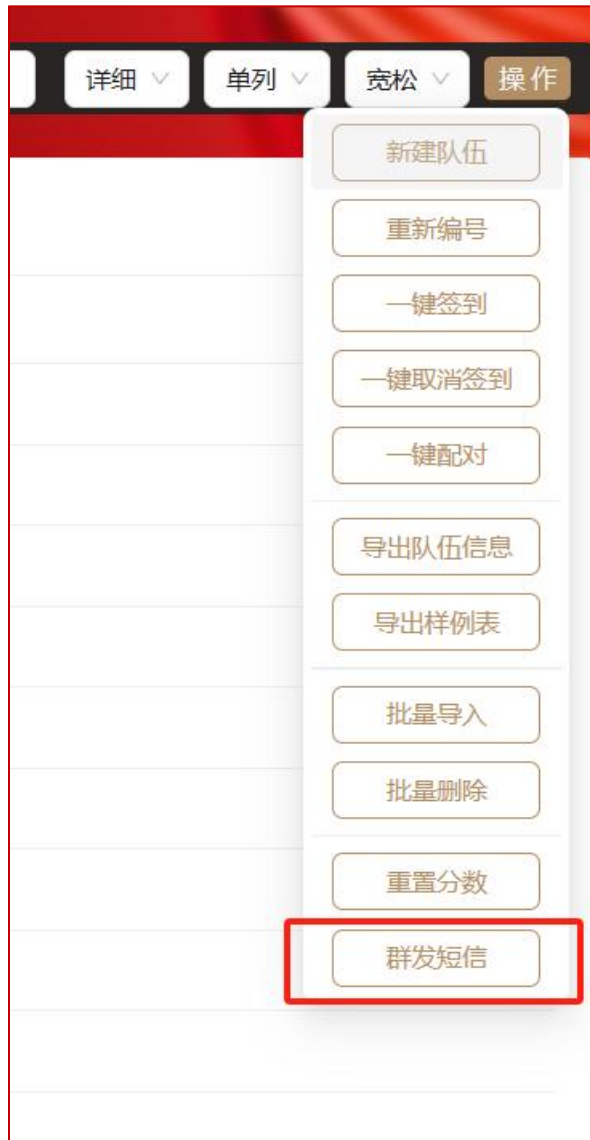 详细 单列 宽松 操作
新建队伍
重新编号
一键签到
一键取消签到
一键配对
导出队伍信息
导出样例表
批量导入
批量删除
重置分数
群发短信